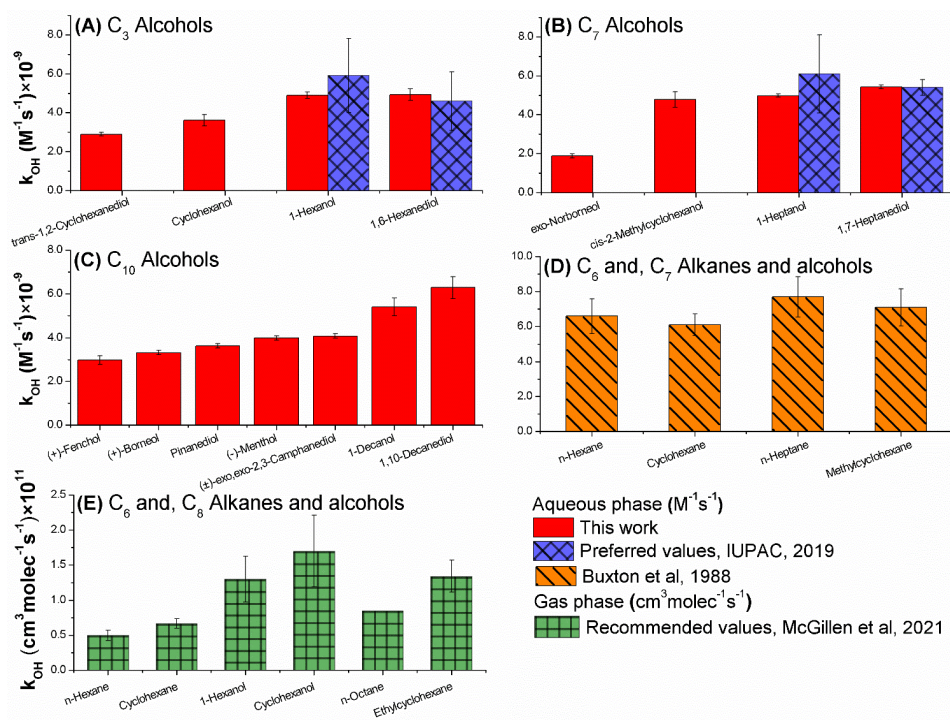 (A) C₃ Alcohols
k_OH (M⁻¹s⁻¹)×10⁻⁹
8.0
6.0
4.0
2.0
0.0
trans-1,2-Cyclohexanediol
Cyclohexanol
1-Hexanol
1,6-Hexanediol
(B) C₇ Alcohols
8.0
6.0
4.0
2.0
0.0
exo-Norborneol
cis-2-Methylcyclohexanol
1-Heptanol
1,7-Heptanediol
(C) C₁₀ Alcohols
k_OH (M⁻¹s⁻¹)×10⁻⁹
8.0
6.0
4.0
2.0
0.0
(+)-Fenchol
(+)-Borneol
Pinanediol
(-)-Menthol
(±)-exo,exo-2,3-Camphanediol
1-Decanol
1,10-Decanediol
(D) C₆ and, C₇ Alkanes and alcohols
10.0
8.0
6.0
4.0
2.0
0.0
n-Hexane
Cyclohexane
n-Heptane
Methylcyclohexane
(E) C₆ and, C₈ Alkanes and alcohols
k_OH (cm³molec⁻¹s⁻¹)×10¹¹
2.5
2.0
1.5
1.0
0.5
0.0
n-Hexane
Cyclohexane
1-Hexanol
Cyclohexanol
n-Octane
Ethylcyclohexane
Aqueous phase (M⁻¹s⁻¹)
This work
Preferred values, IUPAC, 2019
Buxton et al, 1988
Gas phase (cm³molec⁻¹s⁻¹)
Recommended values, McGillen et al, 2021